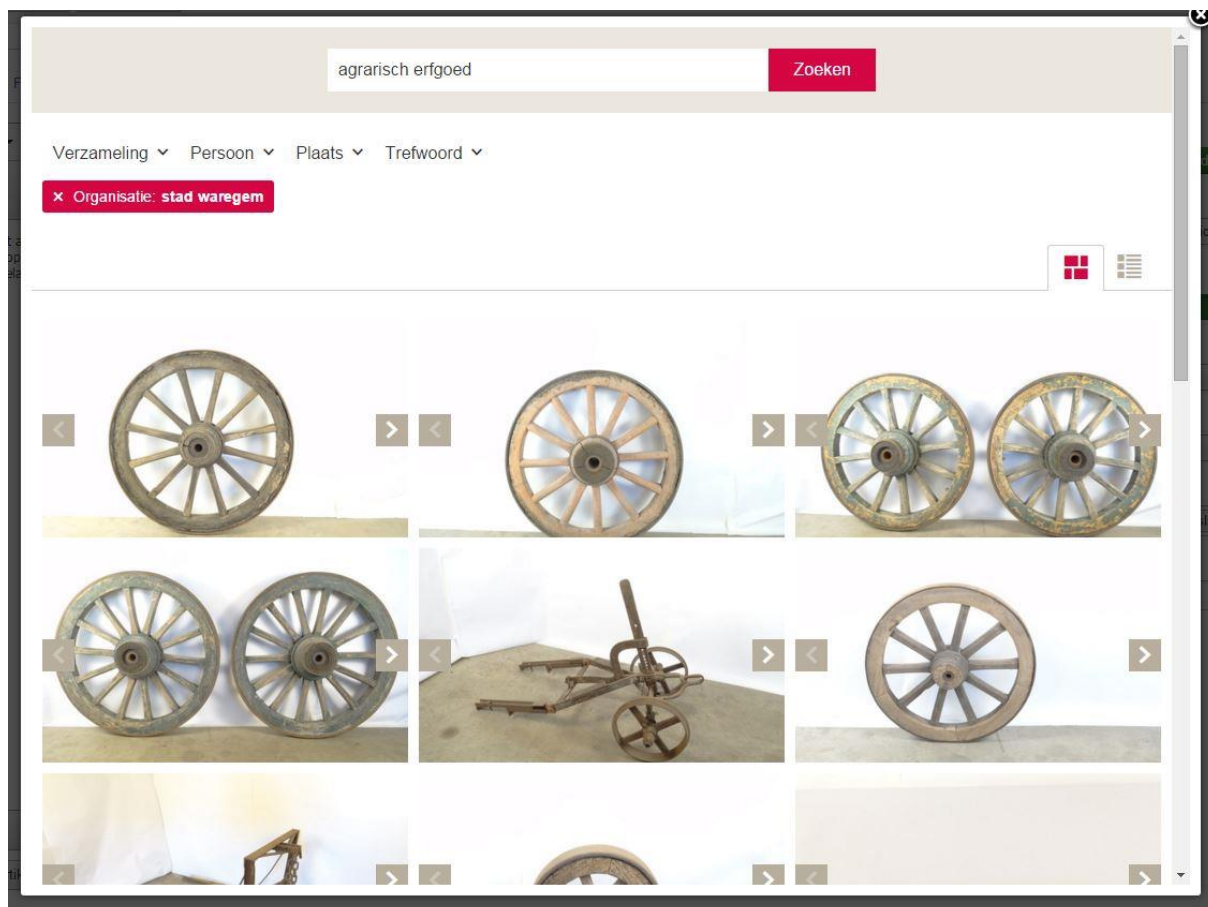 agrarisch erfgoed
Zoeken
Verzameling Persoon Plaats Trefwoord
× Organisatie: stad waregem